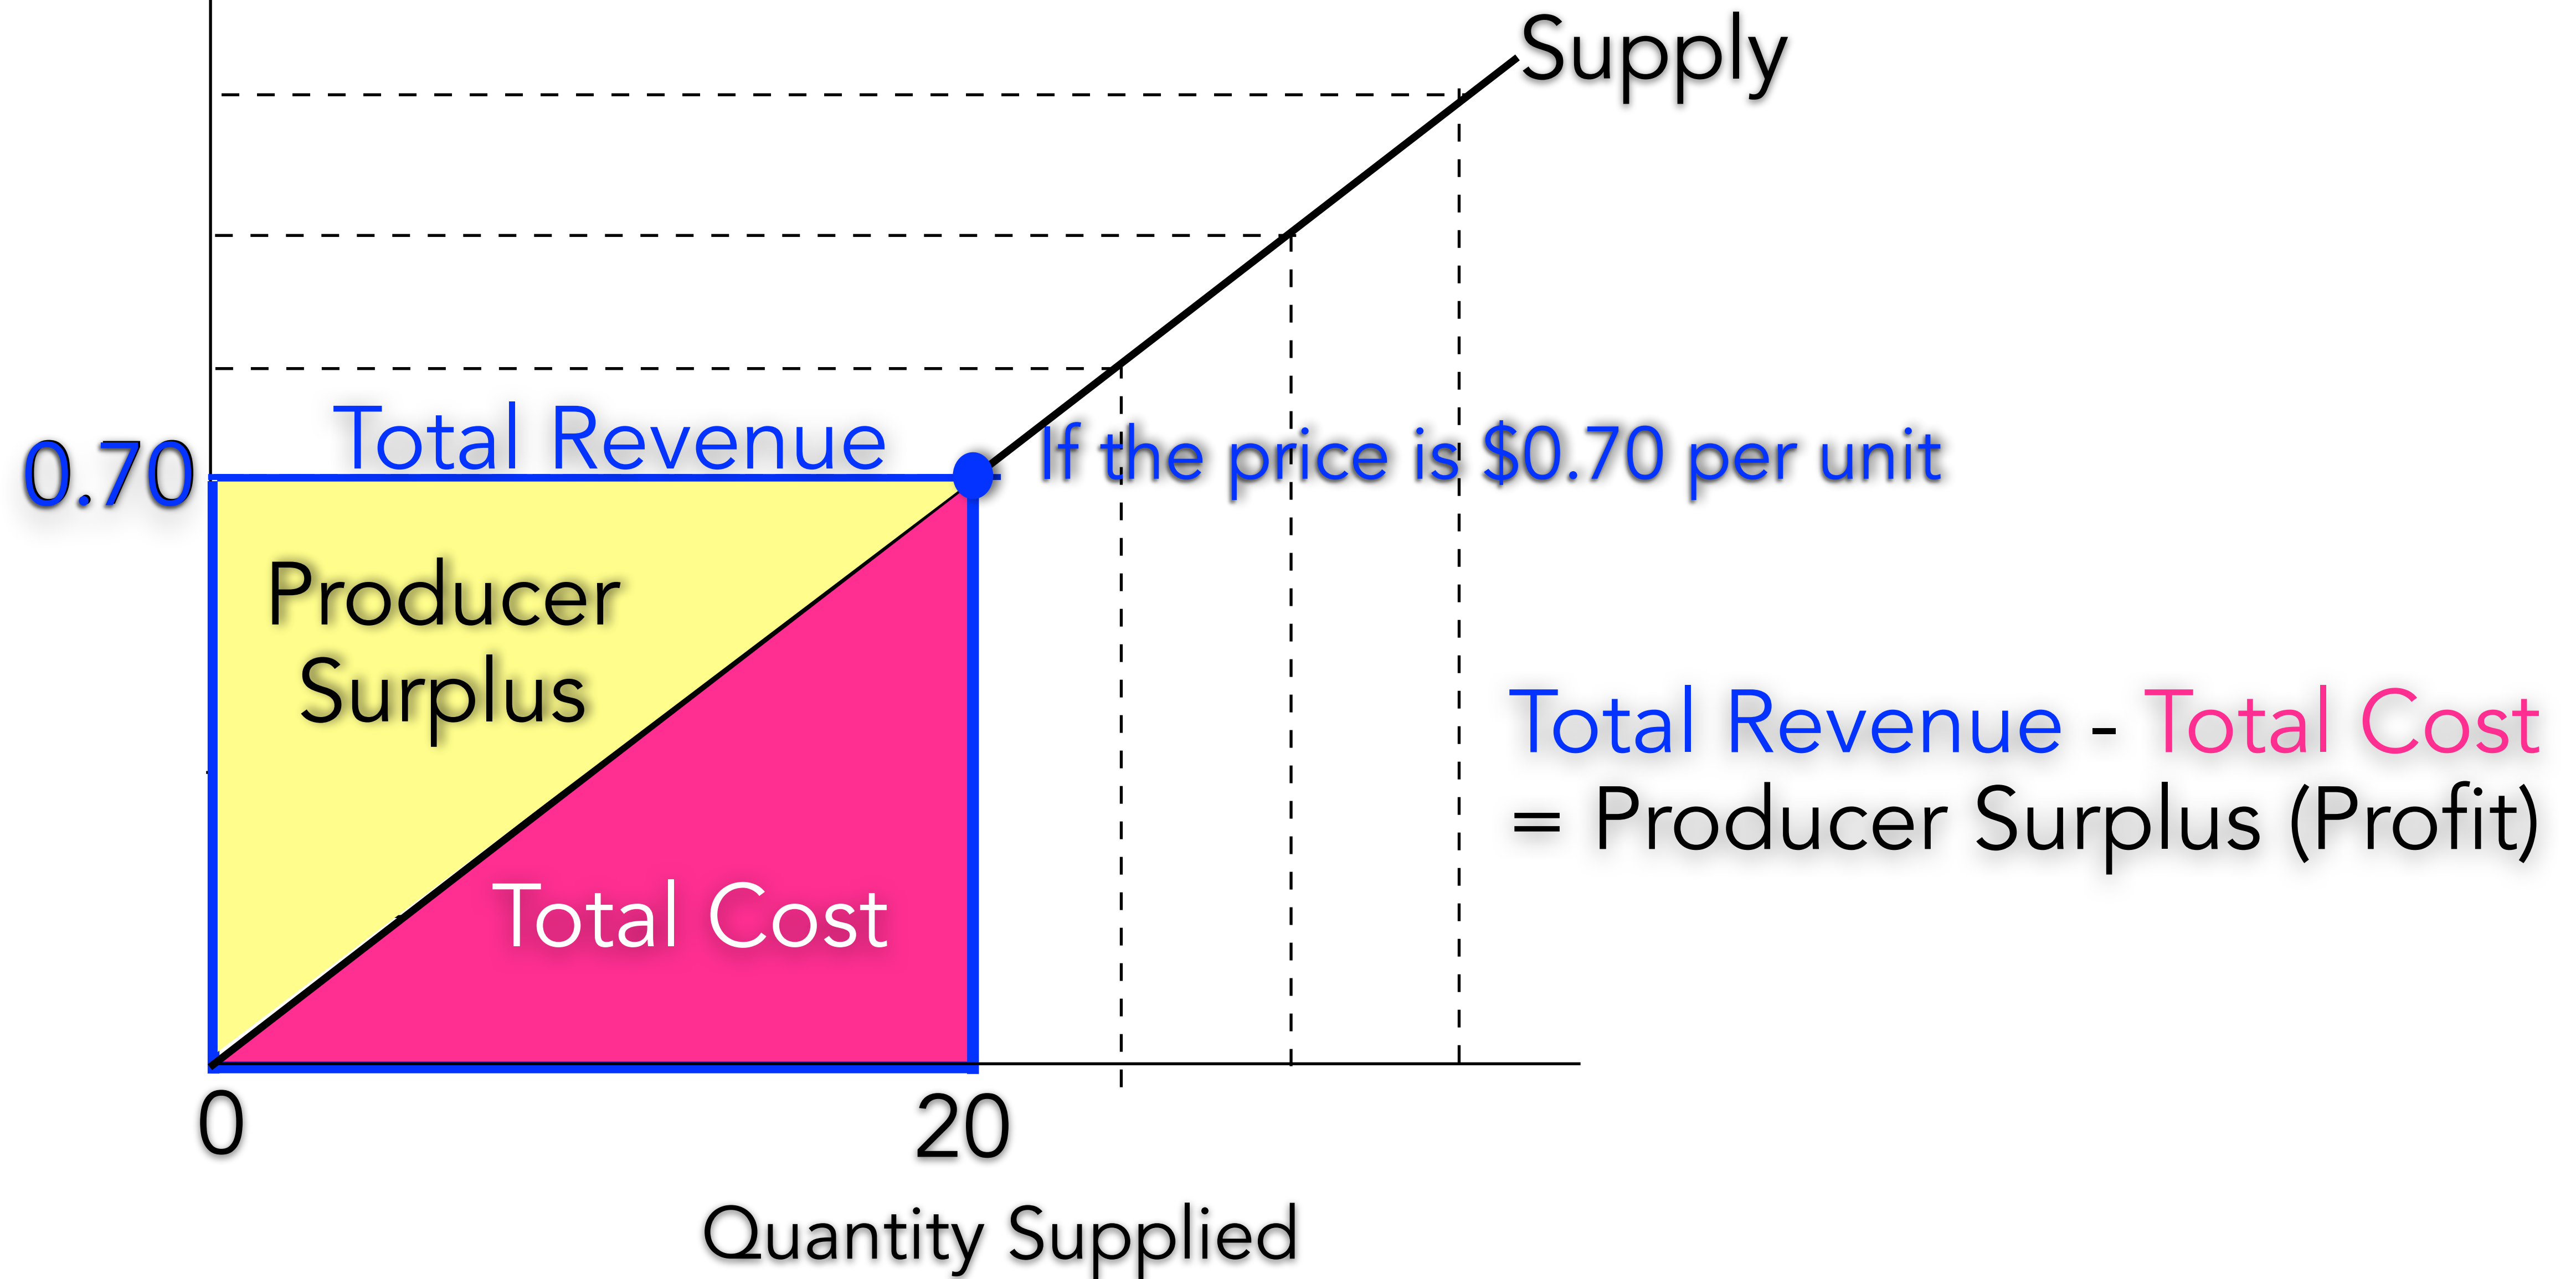 Supply
Total Revenue
0.70
If the price is $0.70 per unit
Producer
Surplus
Total Revenue - Total Cost
= Producer Surplus (Profit)
Total Cost
0
20
Quantity Supplied